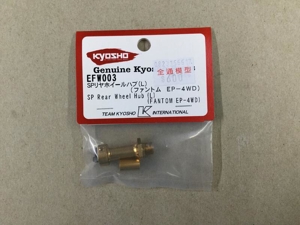 KYOSHO
Genuine Kyo: 全通模型
EFW003
SPリヤホイールハブ(L)
(ファントム EP-4WD)
SP Rear Wheel Hub (L)
(FANTOM EP-4WD)
TEAM KYOSHO K INTERNATIONAL